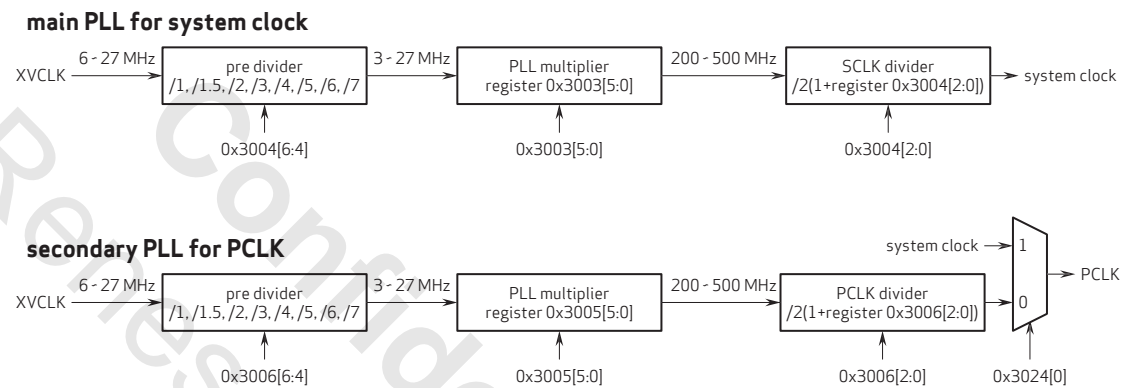 main PLL for system clock
XVCLK
6 - 27 MHz
pre divider
/1, /1.5, /2, /3, /4, /5, /6, /7
3 - 27 MHz
PLL multiplier
register 0x3003[5:0]
200 - 500 MHz
SCLK divider
/2(1+register 0x3004[2:0])
system clock
0x3004[6:4]
0x3003[5:0]
0x3004[2:0]
secondary PLL for PCLK
XVCLK
6 - 27 MHz
pre divider
/1, /1.5, /2, /3, /4, /5, /6, /7
3 - 27 MHz
PLL multiplier
register 0x3005[5:0]
200 - 500 MHz
PCLK divider
/2(1+register 0x3006[2:0])
system clock
1
0
PCLK
0x3006[6:4]
0x3005[5:0]
0x3006[2:0]
0x3024[0]